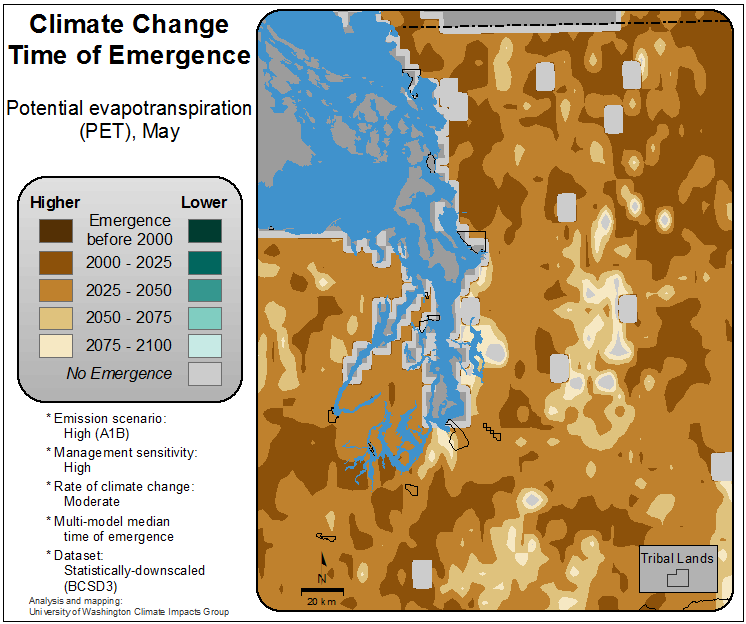 Climate Change
Time of Emergence
Potential evapotranspiration
(PET), May
Higher
Lower
Emergence
before 2000
2000 - 2025
2025 - 2050
2050 - 2075
2075 - 2100
No Emergence
* Emission scenario:
High (A1B)
* Management sensitivity:
High
* Rate of climate change:
Moderate
* Multi-model median
time of emergence
* Dataset:
Statistically-downscaled
(BCSD3)
Analysis and mapping:
University of Washington Climate Impacts Group
N
20 km
Tribal Lands